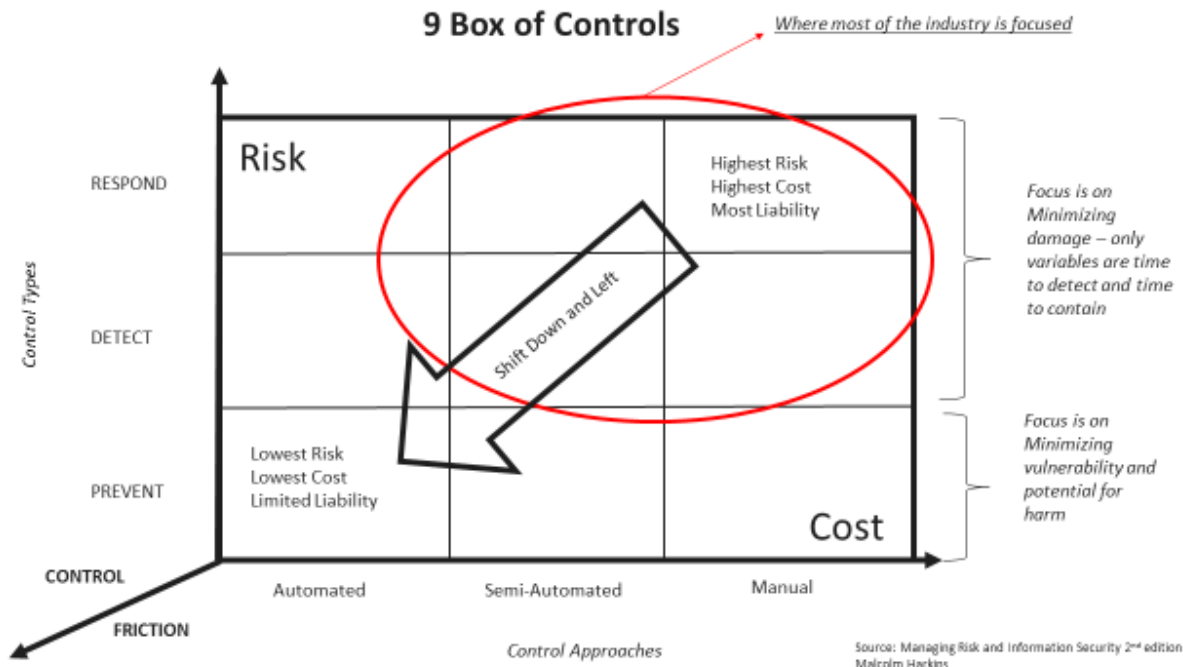 9 Box of Controls
Where most of the industry is focused
Risk
Highest Risk
Highest Cost
Most Liability
RESPOND
Focus is on
Minimizing
damage – only
variables are time
to detect and time
to contain
Control Types
DETECT
Shift Down and Left
Focus is on
Minimizing
vulnerability and
potential for
harm
Lowest Risk
Lowest Cost
Limited Liability
PREVENT
Cost
CONTROL
FRICTION
Automated
Semi-Automated
Manual
Control Approaches
Source: Managing Risk and Information Security 2nd edition
Malcolm Harkins